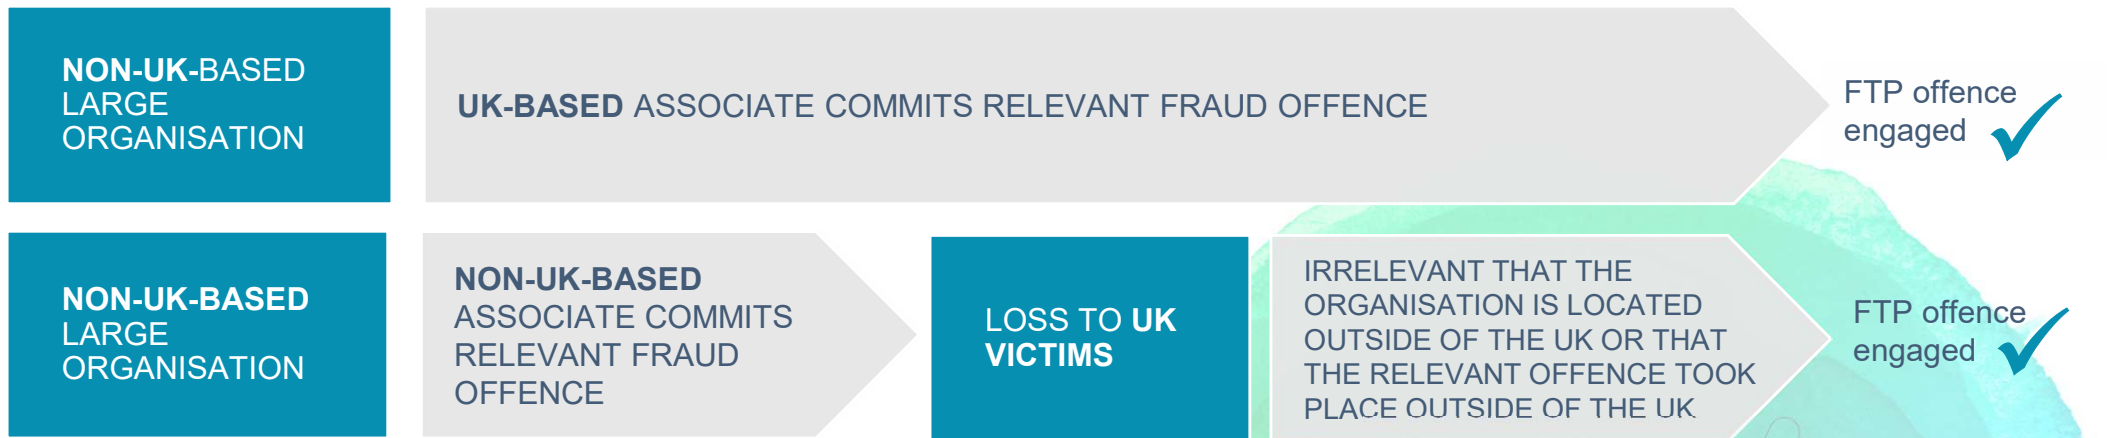 NON-UK-BASED
LARGE
ORGANISATION
UK-BASED ASSOCIATE COMMITS RELEVANT FRAUD OFFENCE
FTP offence
engaged
NON-UK-BASED
LARGE
ORGANISATION
NON-UK-BASED
ASSOCIATE COMMITS
RELEVANT FRAUD
OFFENCE
LOSS TO UK
VICTIMS
IRRELEVANT THAT THE
ORGANISATION IS LOCATED
OUTSIDE OF THE UK OR THAT
THE RELEVANT OFFENCE TOOK
PLACE OUTSIDE OF THE UK
FTP offence
engaged